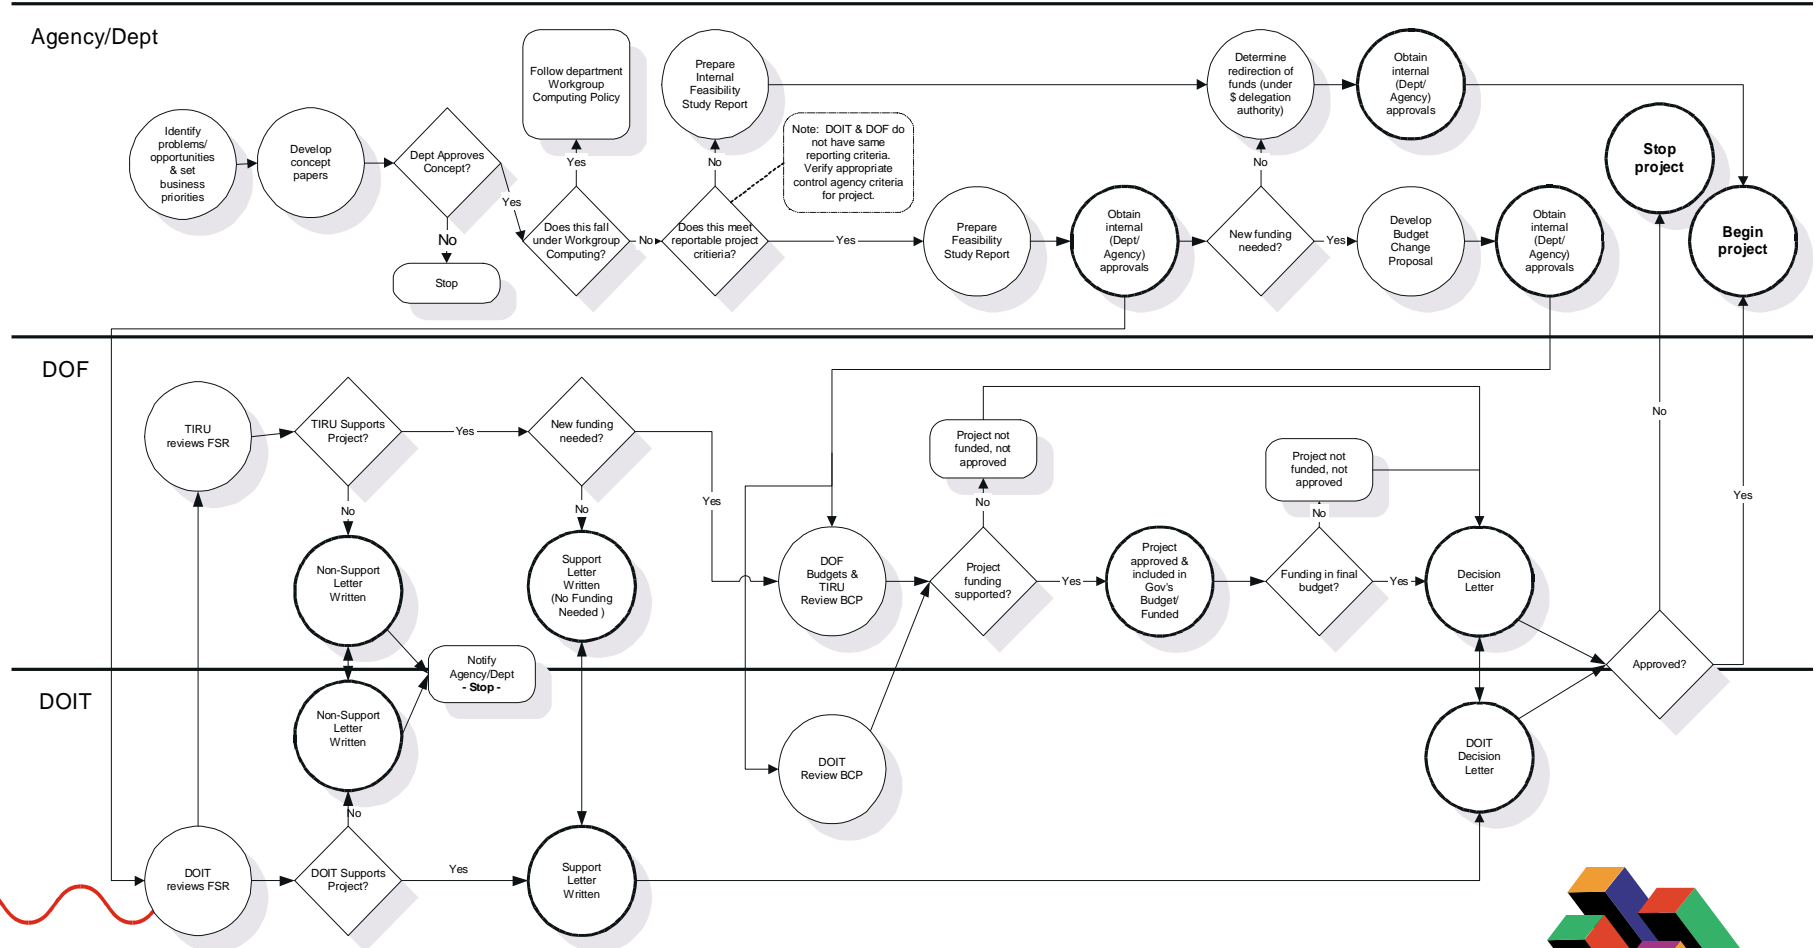 Agency/Dept
Identify
problems/
opportunities
& set
business
priorities
Develop
concept
papers
Dept Approves
Concept?
Yes
No
Stop
Follow department
Workgroup
Computing Policy
Yes
Does this fall
under Workgroup
Computing?
No
Prepare
Internal
Feasibility
Study Report
No
Does this meet
reportable project
critieria?
Note: DOIT & DOF do
not have same
reporting criteria.
Verify appropriate
control agency criteria
for project.
Yes
Prepare
Feasibility
Study Report
Obtain
internal
(Dept/
Agency)
approvals
Determine
redirection of
funds (under
$ delegation
authority)
No
New funding
needed?
Yes
Obtain
internal
(Dept/
Agency)
approvals
Develop
Budget
Change
Proposal
Obtain
internal
(Dept/
Agency)
approvals
Stop
project
Begin
project
DOF
TIRU
reviews FSR
TIRU Supports
Project?
Yes
No
New funding
needed?
Yes
No
Non-Support
Letter
Written
Support
Letter
Written
(No Funding
Needed )
DOF
Budgets &
TIRU
Review BCP
Project not
funded, not
approved
No
Project
funding
supported?
Yes
Project
approved &
included in
Gov's
Budget/
Funded
Project not
funded, not
approved
No
Funding in final
budget?
Yes
Decision
Letter
No
Yes
Approved?
Notify
Agency/Dept
- Stop -
DOIT
Non-Support
Letter
Written
No
DOIT
reviews FSR
DOIT Supports
Project?
Yes
Support
Letter
Written
DOIT
Review BCP
DOIT
Decision
Letter